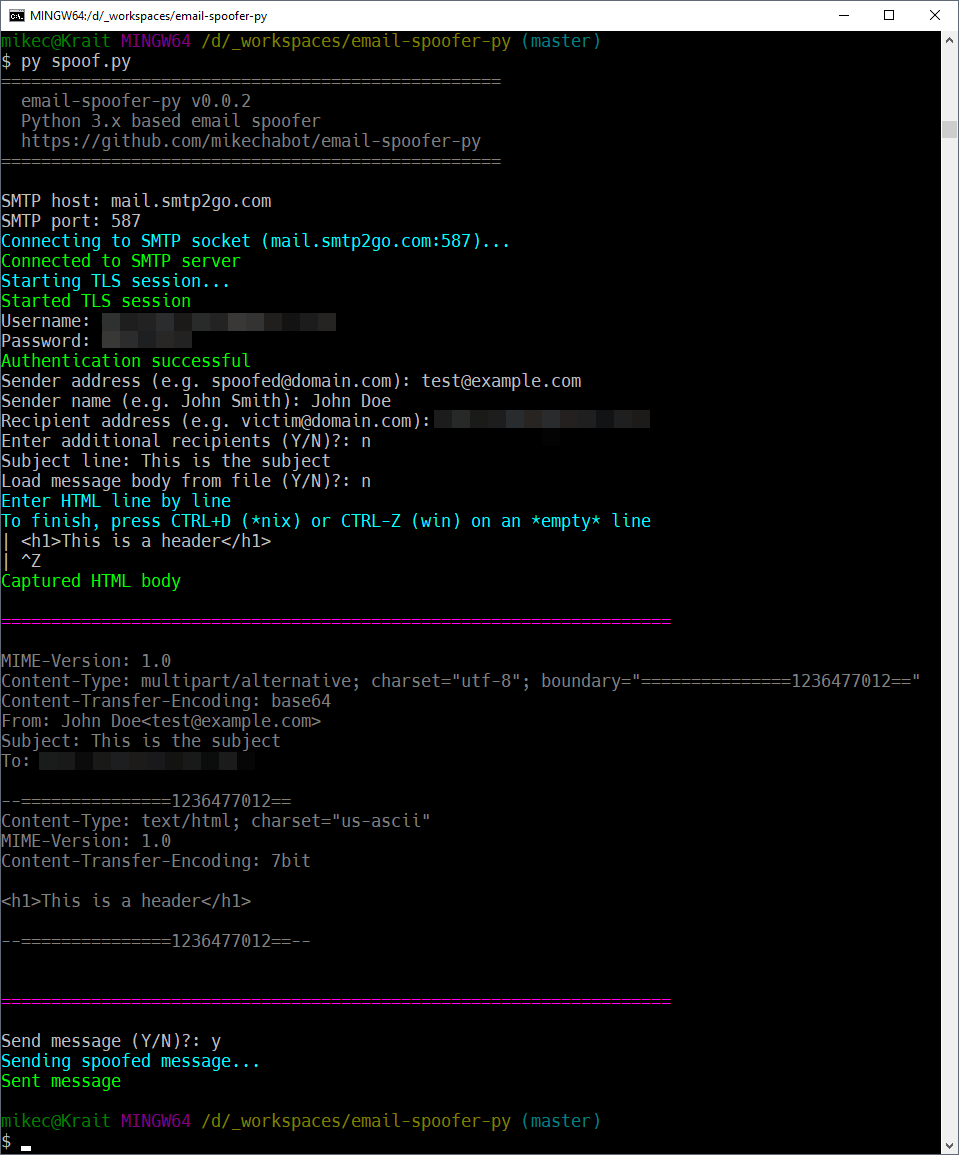 MINGW64:/d/_workspaces/email-spoofer-py
mikec@Krait MINGW64 /d/_workspaces/email-spoofer-py (master)
$ py spoof.py
==================================================
  email-spoofer-py v0.0.2
  Python 3.x based email spoofer
  https://github.com/mikechabot/email-spoofer-py
==================================================
SMTP host: mail.smtp2go.com
SMTP port: 587
Connecting to SMTP socket (mail.smtp2go.com:587)...
Connected to SMTP server
Starting TLS session...
Started TLS session
Username:
Password:
Authentication successful
Sender address (e.g. spoofed@domain.com): test@example.com
Sender name (e.g. John Smith): John Doe
Recipient address (e.g. victim@domain.com):
Enter additional recipients (Y/N)?: n
Subject line: This is the subject
Load message body from file (Y/N)?: n
Enter HTML line by line
To finish, press CTRL+D (*nix) or CTRL-Z (win) on an *empty* line
| <h1>This is a header</h1>
| ^Z
Captured HTML body
===================================================================
MIME-Version: 1.0
Content-Type: multipart/alternative; charset="utf-8"; boundary="===============1236477012=="
Content-Transfer-Encoding: base64
From: John Doe<test@example.com>
Subject: This is the subject
To:
--===============1236477012==
Content-Type: text/html; charset="us-ascii"
MIME-Version: 1.0
Content-Transfer-Encoding: 7bit
<h1>This is a header</h1>
--===============1236477012==--
===================================================================
Send message (Y/N)?: y
Sending spoofed message...
Sent message
mikec@Krait MINGW64 /d/_workspaces/email-spoofer-py (master)
$